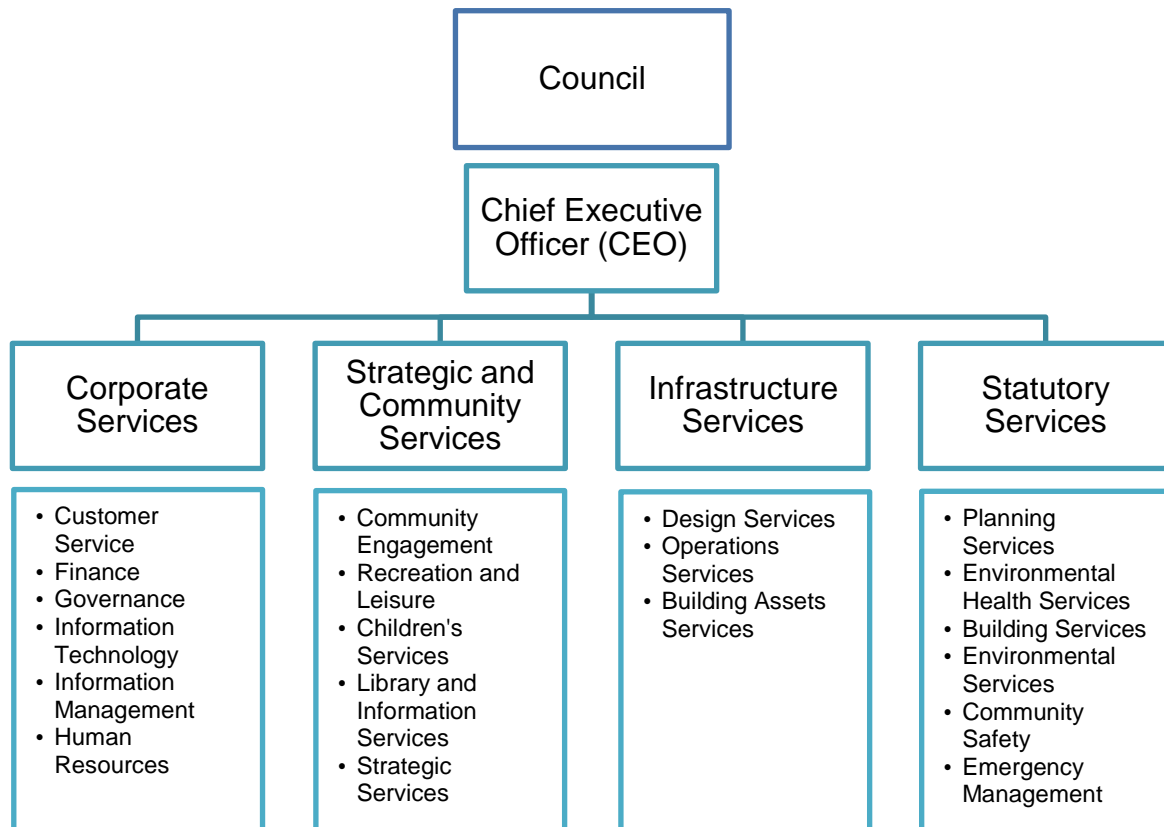 Council
Chief Executive
Officer (CEO)
Corporate
Services
Strategic and
Community
Services
Infrastructure
Services
Statutory
Services
• Customer
Service
• Finance
• Governance
• Information
Technology
• Information
Management
• Human
Resources
• Community
Engagement
• Recreation and
Leisure
• Children's
Services
• Library and
Information
Services
• Strategic
Services
• Design Services
• Operations
Services
• Building Assets
Services
• Planning
Services
• Environmental
Health Services
• Building Services
• Environmental
Services
• Community
Safety
• Emergency
Management